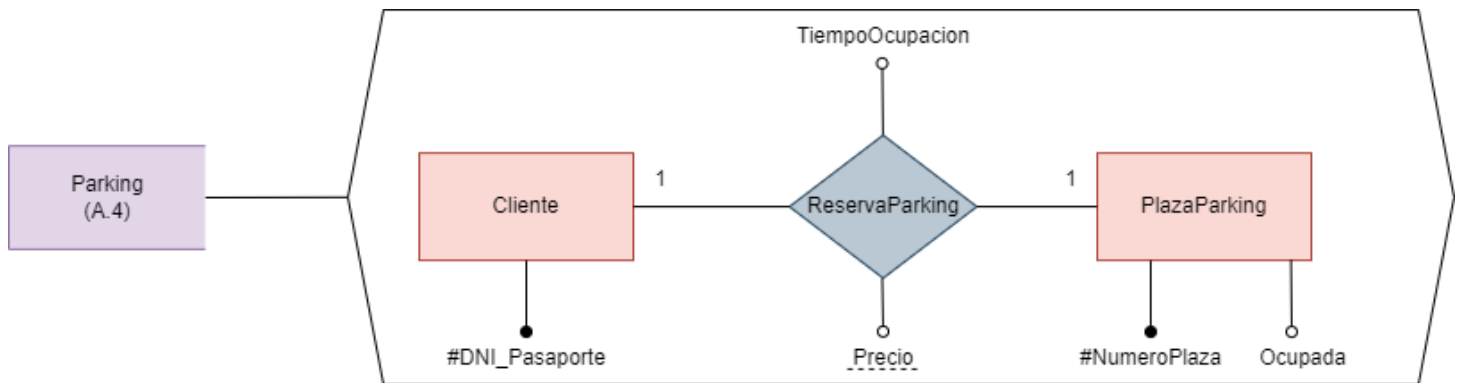 TiempoOcupacion
Parking
(A.4)
Cliente
1
ReservaParking
1
PlazaParking
#DNI_Pasaporte
Precio
#NumeroPlaza
Ocupada